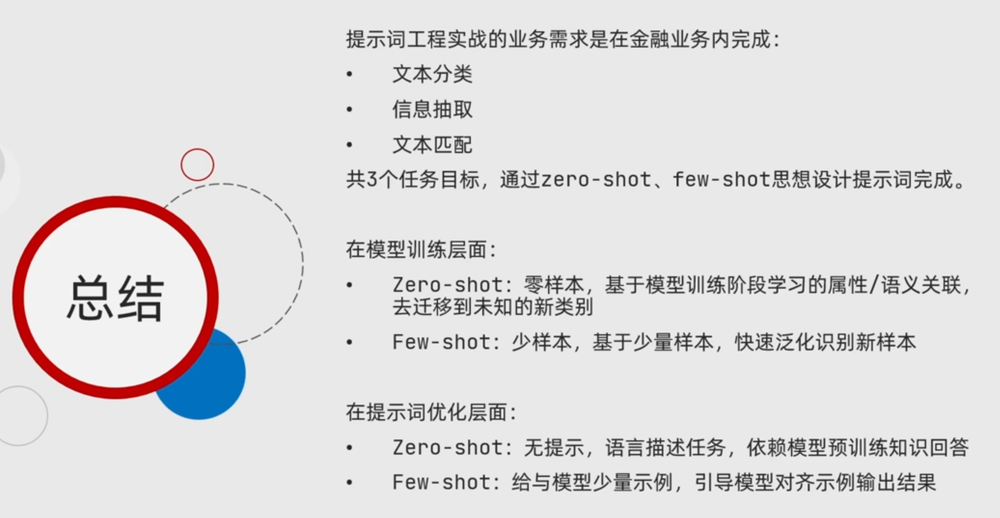 总结
提示词工程实战的业务需求是在金融业务内完成：
• 文本分类
• 信息抽取
• 文本匹配
共3个任务目标，通过zero-shot、few-shot思想设计提示词完成。
在模型训练层面：
• Zero-shot：零样本，基于模型训练阶段学习的属性/语义关联，
去迁移到未知的新类别
• Few-shot：少样本，基于少量样本，快速泛化识别新样本
在提示词优化层面：
• Zero-shot：无提示，语言描述任务，依赖模型预训练知识回答
• Few-shot：给与模型少量示例，引导模型对齐示例输出结果